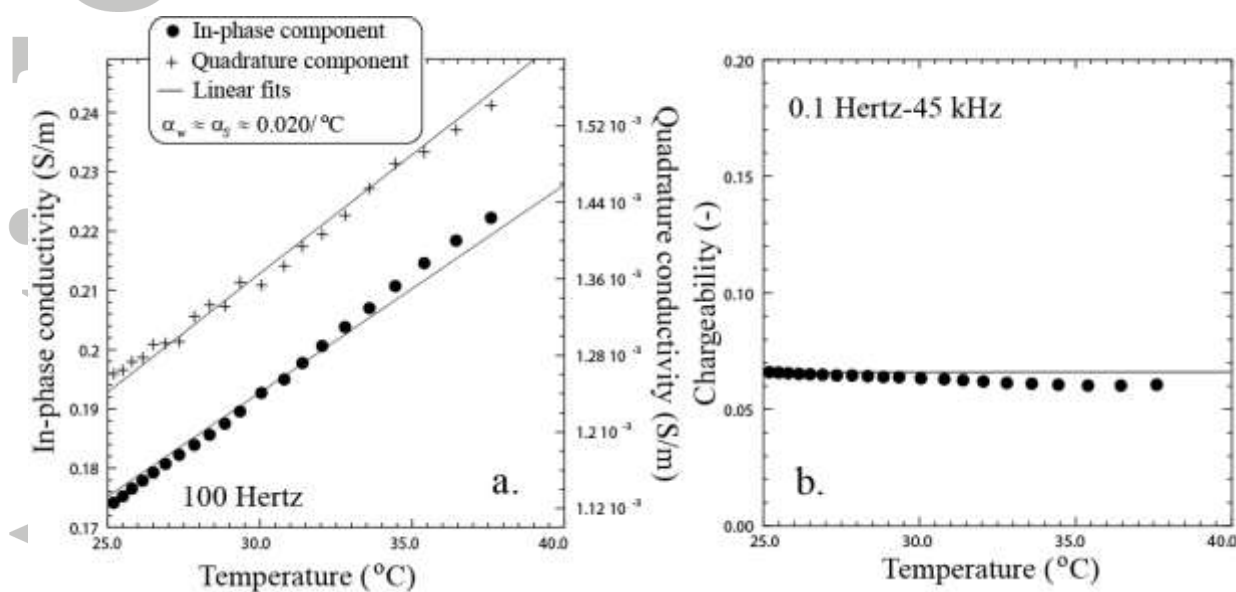 In-phase component
Quadrature component
Linear fits
α_w ≈ α_S ≈ 0.020/°C
In-phase conductivity (S/m)
0.24
0.23
0.22
0.21
0.2
0.19
0.18
0.17
100 Hertz
a.
25.0 30.0 35.0 40.0
Temperature (°C)
1.52 10⁻³
1.44 10⁻³
1.36 10⁻³
1.28 10⁻³
1.2 10⁻³
1.12 10⁻³
Quadrature conductivity (S/m)
Chargeability (-)
0.20
0.15
0.10
0.05
0.00
0.1 Hertz-45 kHz
b.
25.0 30.0 35.0 40.0
Temperature (°C)